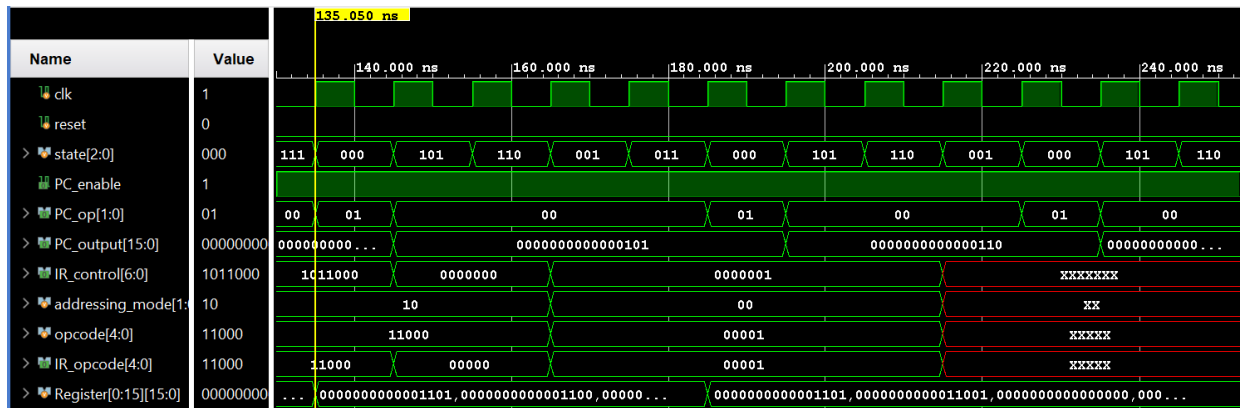 135.050 ns
Name Value
140.000 ns 160.000 ns 180.000 ns 200.000 ns 220.000 ns 240.000 ns
clk 1
reset 0
state[2:0] 000 111 000 101 110 001 011 000 101 110 001 000 101 110
PC_enable 1
PC_op[1:0] 01 00 01 00 01 00 01 00
PC_output[15:0] 00000000 000000000... 0000000000000101 0000000000000110 00000000000...
IR_control[6:0] 1011000 1011000 0000000 0000001 XXXXXXX
addressing_mode[1: 10 10 00 XX
opcode[4:0] 11000 11000 00001 XXXXX
IR_opcode[4:0] 11000 11000 00000 00001 XXXXX
Register[0:15][15:0] 00000000 ... 0000000000001101,0000000000001100,00000... 0000000000001101,0000000000011001,0000000000000000,000...